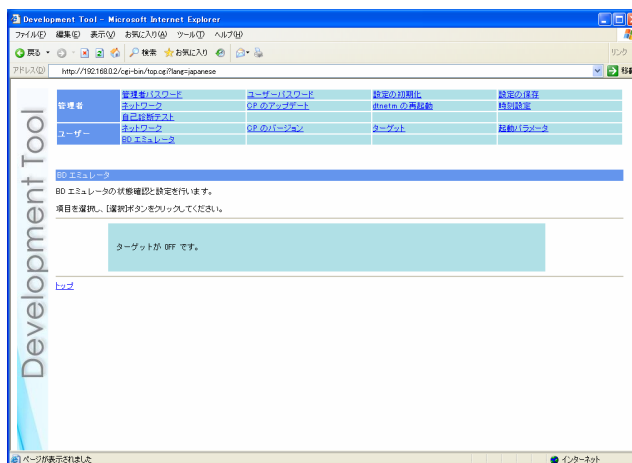 Development Tool - Microsoft Internet Explorer
ファイル(F) 編集(E) 表示(V) お気に入り(A) ツール(T) ヘルプ(H)
戻る 検索 お気に入り リンク
アドレス(D) http://192.168.0.2/cgi-bin/top.cgi?lang=japanese 移動
Development Tool
管理者
管理者パスワード ユーザーパスワード 設定の初期化 設定の保存
ネットワーク CP のアップデート dtnetm の再起動 時刻設定
自己診断テスト
ユーザー
ネットワーク CP のバージョン ターゲット 起動パラメータ
BD エミュレータ
BD エミュレータ
BD エミュレータの状態確認と設定を行います。
項目を選択し、[選択]ボタンをクリックしてください。
ターゲットが OFF です。
トップ
ページが表示されました インターネット